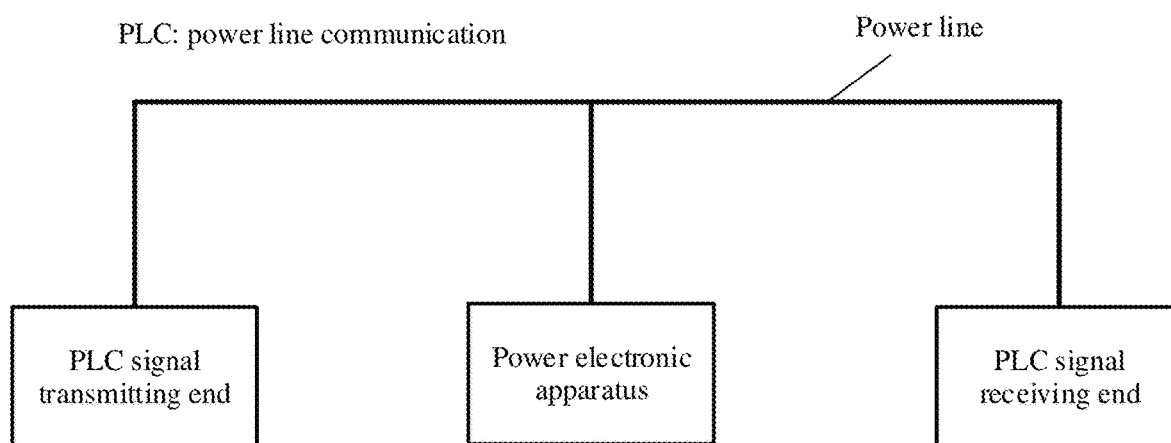 PLC: power line communication
Power line
PLC signal
transmitting end
Power electronic
apparatus
PLC signal
receiving end